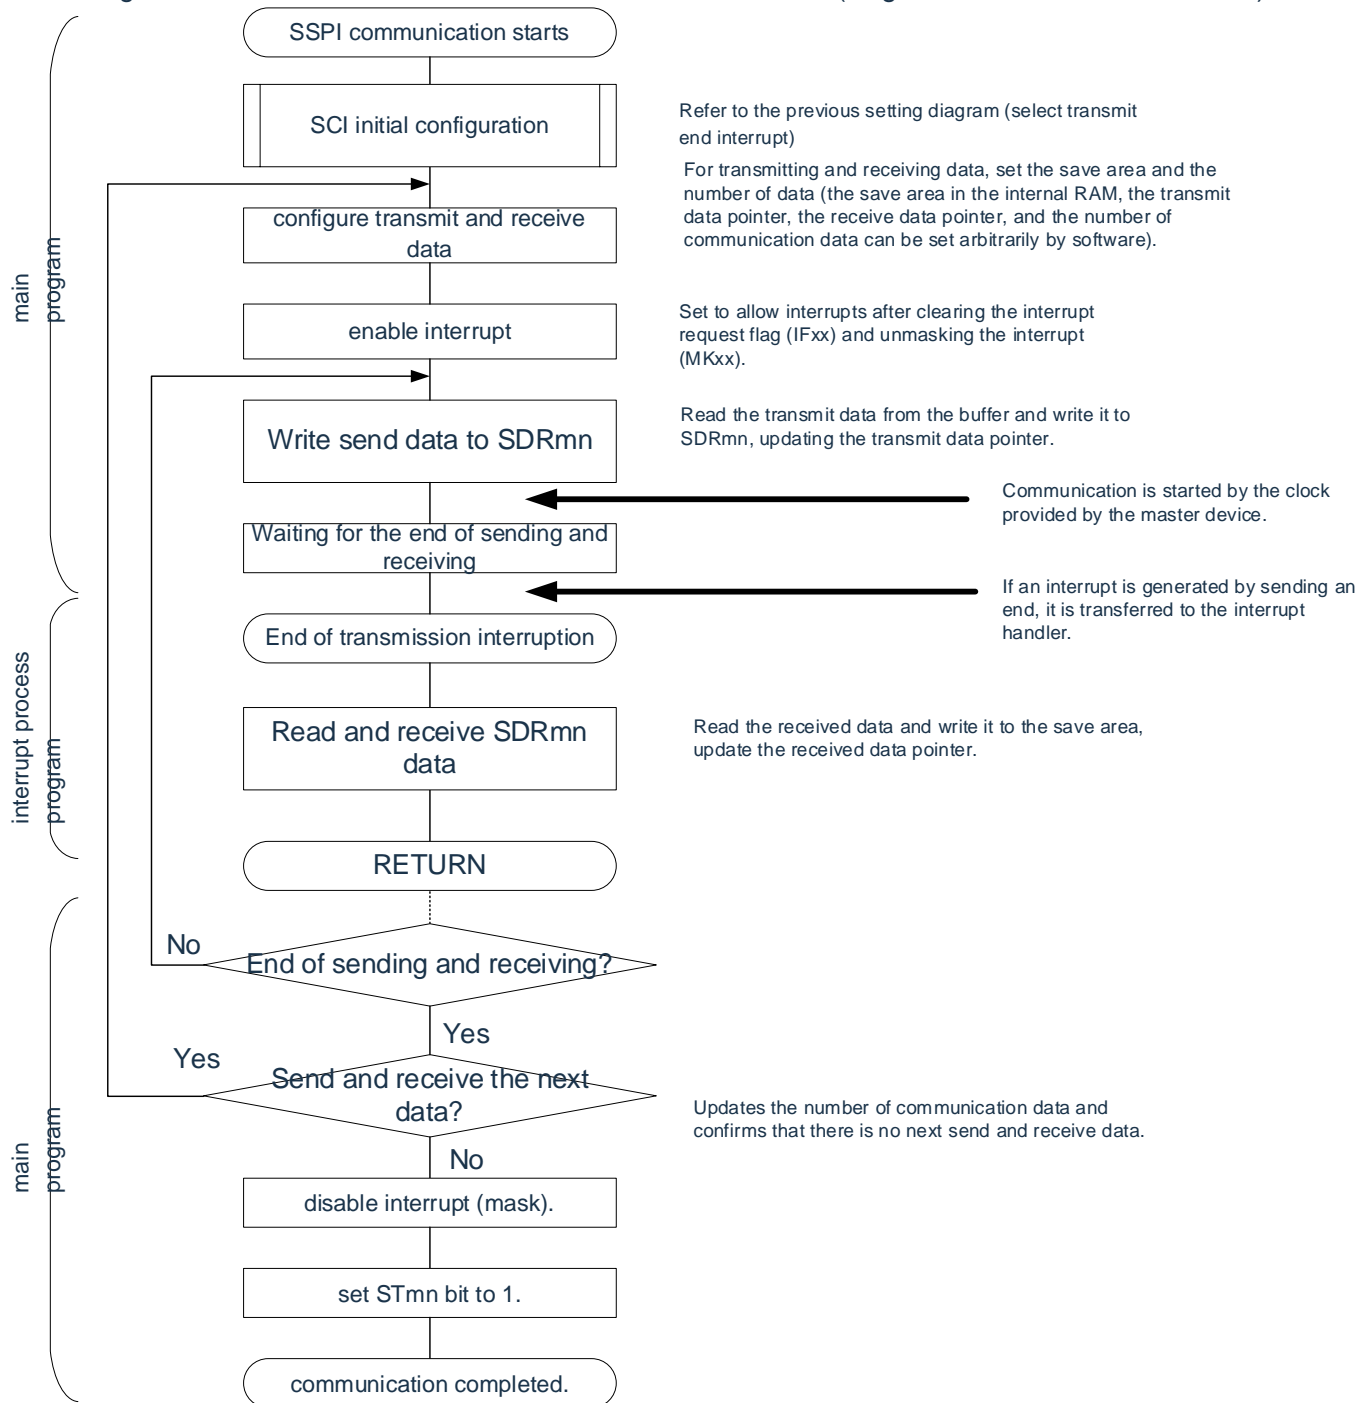 SSPI communication starts
SCI initial configuration
Refer to the previous setting diagram (select transmit
end interrupt)
For transmitting and receiving data, set the save area and the
number of data (the save area in the internal RAM, the transmit
data pointer, the receive data pointer, and the number of
communication data can be set arbitrarily by software).
configure transmit and receive
data
main
program
enable interrupt
Set to allow interrupts after clearing the interrupt
request flag (IFxx) and unmasking the interrupt
(MKxx).
Write send data to SDRmn
Read the transmit data from the buffer and write it to
SDRmn, updating the transmit data pointer.
Communication is started by the clock
provided by the master device.
Waiting for the end of sending and
receiving
If an interrupt is generated by sending an
end, it is transferred to the interrupt
handler.
End of transmission interruption
interrupt process
program
Read and receive SDRmn
data
Read the received data and write it to the save area,
update the received data pointer.
RETURN
No
End of sending and receiving?
Yes
Yes
Send and receive the next
data?
Updates the number of communication data and
confirms that there is no next send and receive data.
main
program
No
disable interrupt (mask).
set STmn bit to 1.
communication completed.